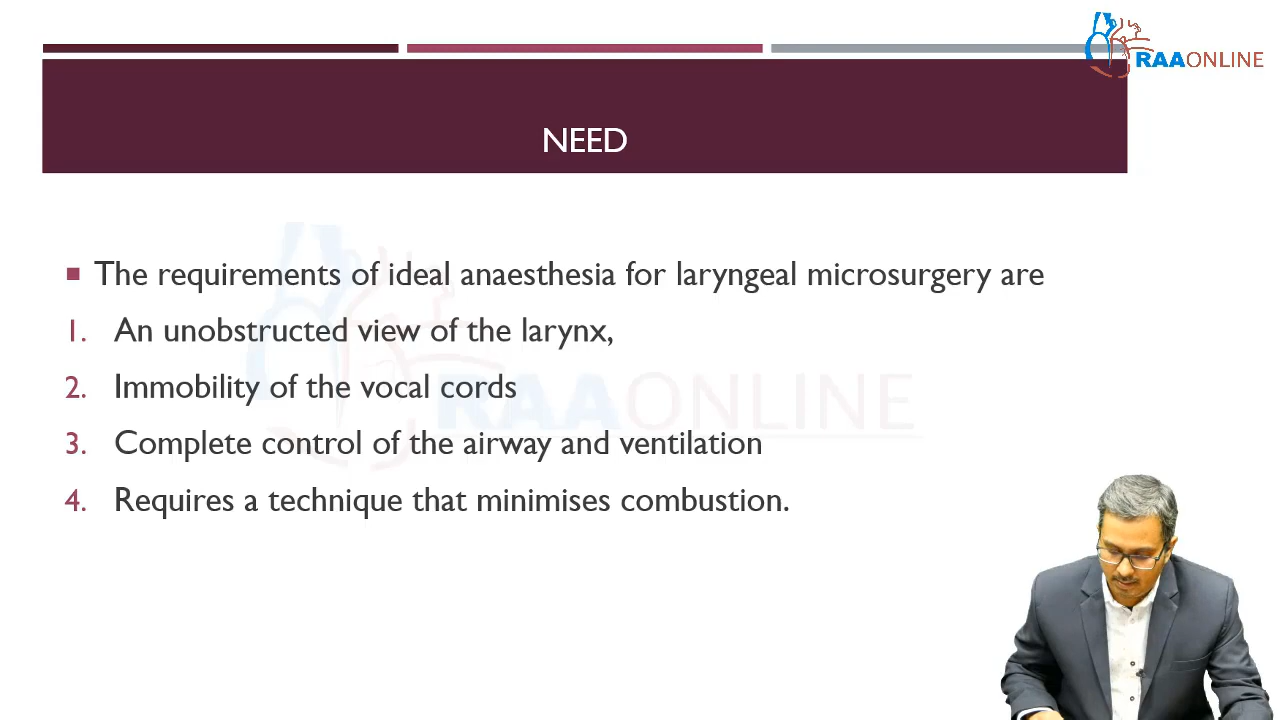 RAAONLINE
NEED
The requirements of ideal anaesthesia for laryngeal microsurgery are
1. An unobstructed view of the larynx,
2. Immobility of the vocal cords
3. Complete control of the airway and ventilation
4. Requires a technique that minimises combustion.
RAAONLINE